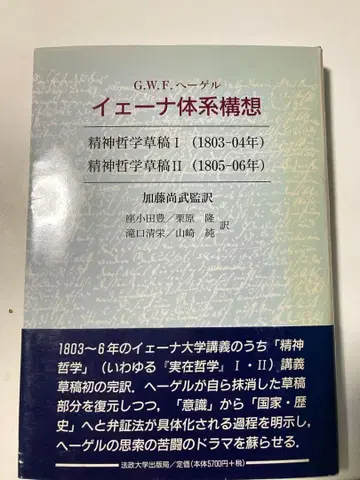 G.W.F.ヘーゲル
イェーナ体系構想
精神哲学草稿Ⅰ (1803-04年)
精神哲学草稿Ⅱ (1805-06年)
加藤尚武監訳
座小田豊／栗原 隆
滝口清栄／山﨑 純 訳
1803〜6年のイェーナ大学講義のうち「精神
哲学」(いわゆる『実在哲学』Ⅰ・Ⅱ) 講義
草稿初の完訳。ヘーゲルが自ら抹消した草稿
部分を復元しつつ，「意識」から「国家・歴
史」へと弁証法が具体化される過程を明示し，
ヘーゲルの思索の苦闘のドラマを蘇らせる。
法政大学出版局／定価(本体5700円+税)